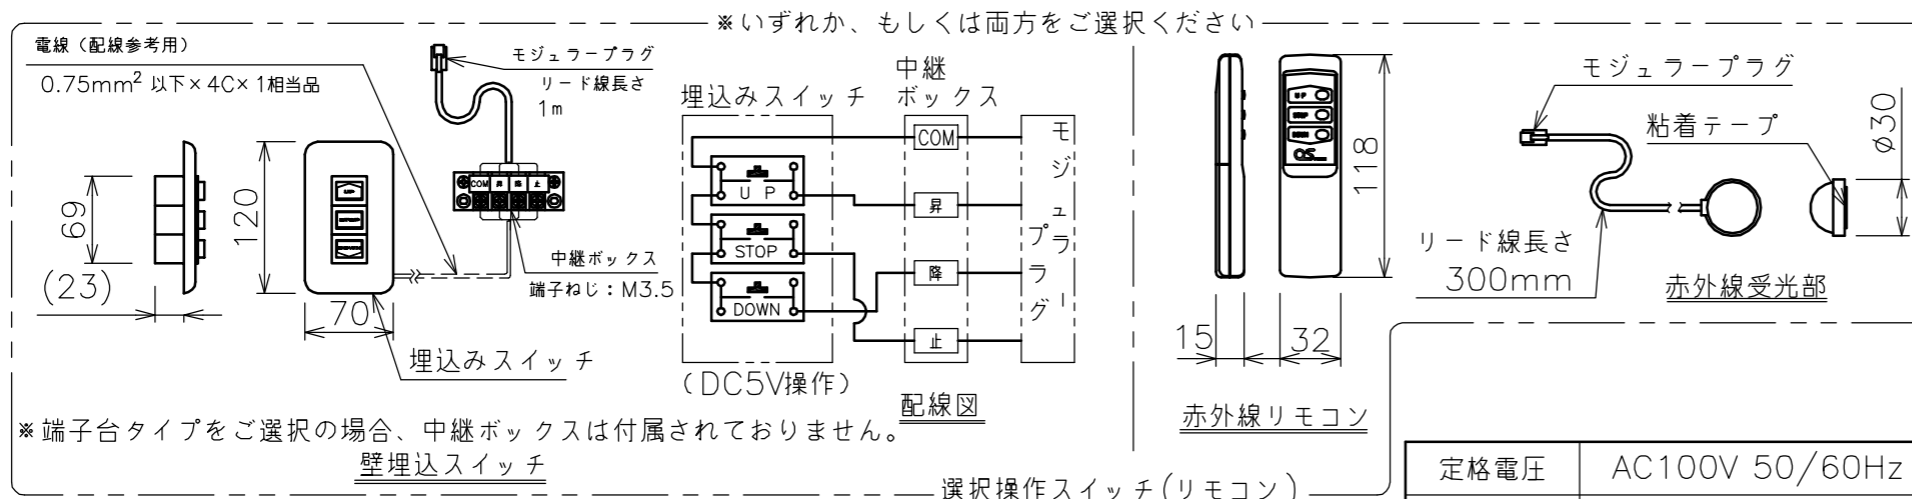 ※いずれか、もしくは両方をご選択ください
電線（配線参考用）
0.75mm² 以下×4C×1相当品
モジュラープラグ
リード線長さ
1m
69
(23)
120
70
COM 昇 降 止
中継ボックス
端子ねじ：M3.5
埋込みスイッチ
埋込みスイッチ
中継
ボックス
UP
STOP
DOWN
COM
昇
降
止
モジュラープラグ
(DC5V操作)
配線図
※端子台タイプをご選択の場合、中継ボックスは付属されておりません。
壁埋込スイッチ
UP
STOP
DOWN
OS
118
15
32
赤外線リモコン
モジュラープラグ
粘着テープ
ø30
リード線長さ
300mm
赤外線受光部
選択操作スイッチ(リモコン)
定格電圧 AC100V 50/60Hz